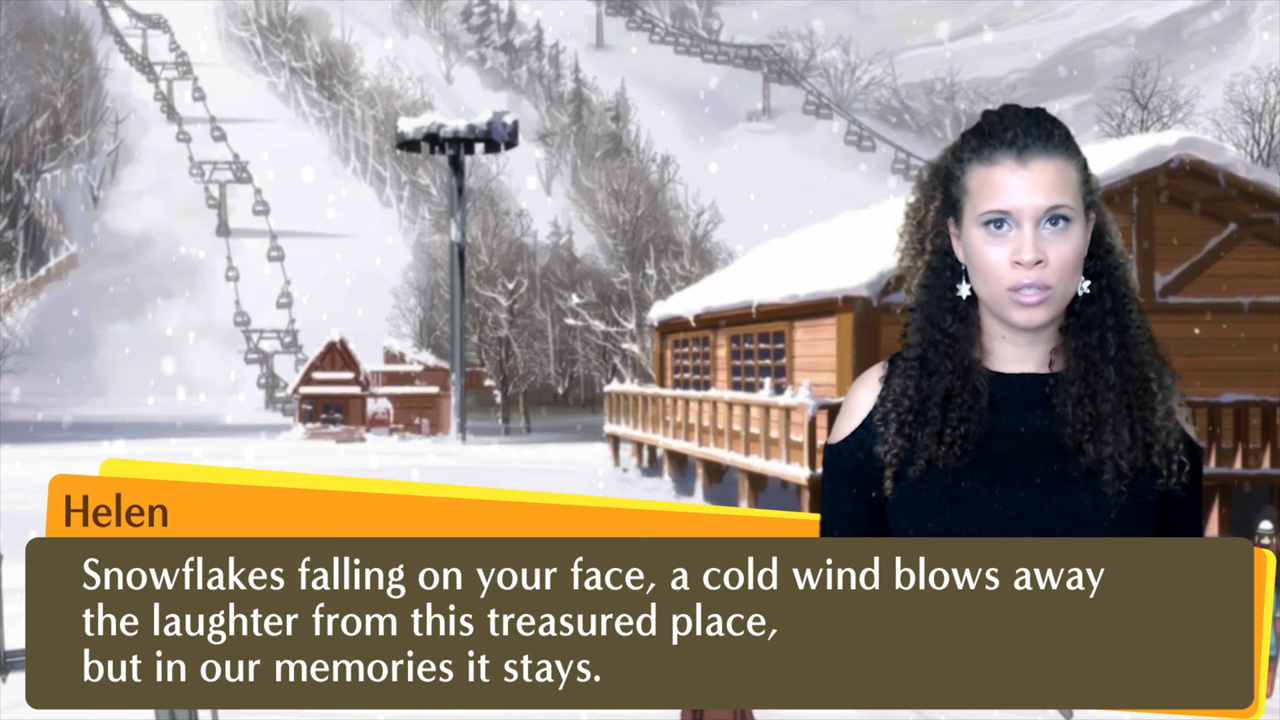 Helen
Snowflakes falling on your face, a cold wind blows away
the laughter from this treasured place,
but in our memories it stays.